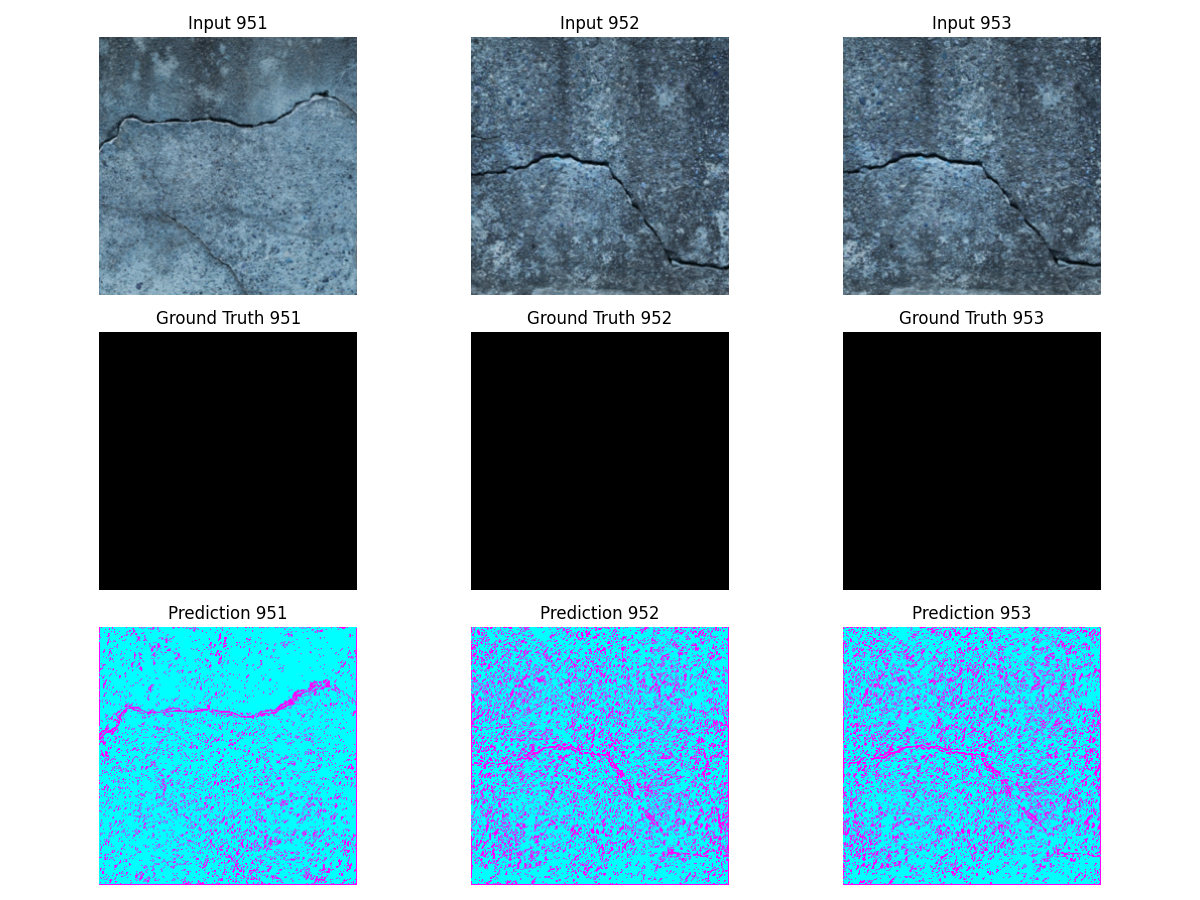 Input 951
Input 952
Input 953
Ground Truth 951
Ground Truth 952
Ground Truth 953
Prediction 951
Prediction 952
Prediction 953